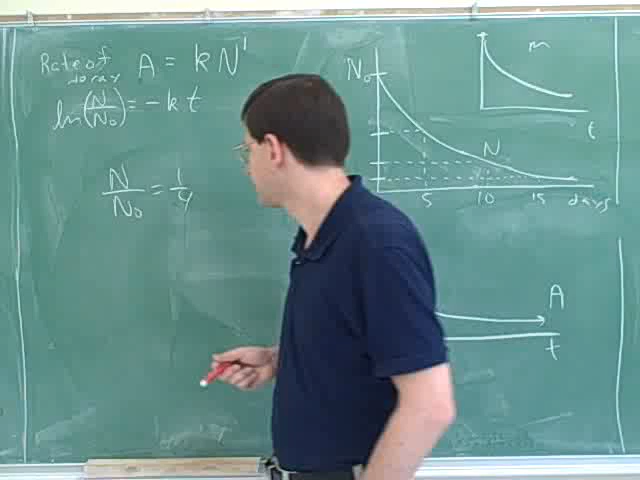 Rate of decay A = k N¹
ln(N/N₀) = -k t
N/N₀ = 1/4
N₀
N
5 10 15 days
m
t
A
t